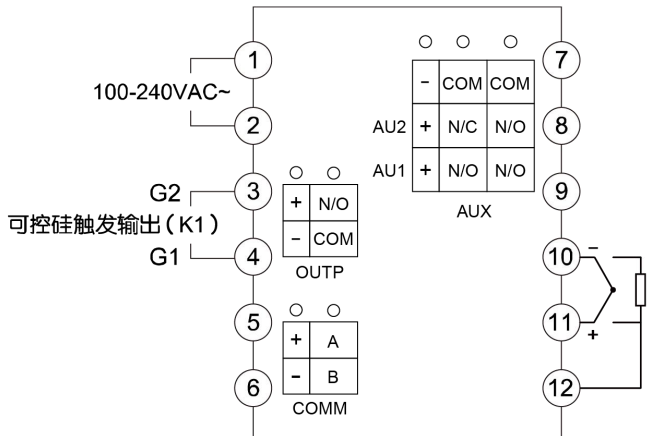 1
7
100-240VAC~
- COM COM
2
AU2 + N/C N/O
8
AU1 + N/O N/O
AUX
G2
3
+ N/O
9
可控硅触发输出(K1)
- COM
G1
4
OUTP
10
-
5
+ A
11
+
6
- B
12
COMM